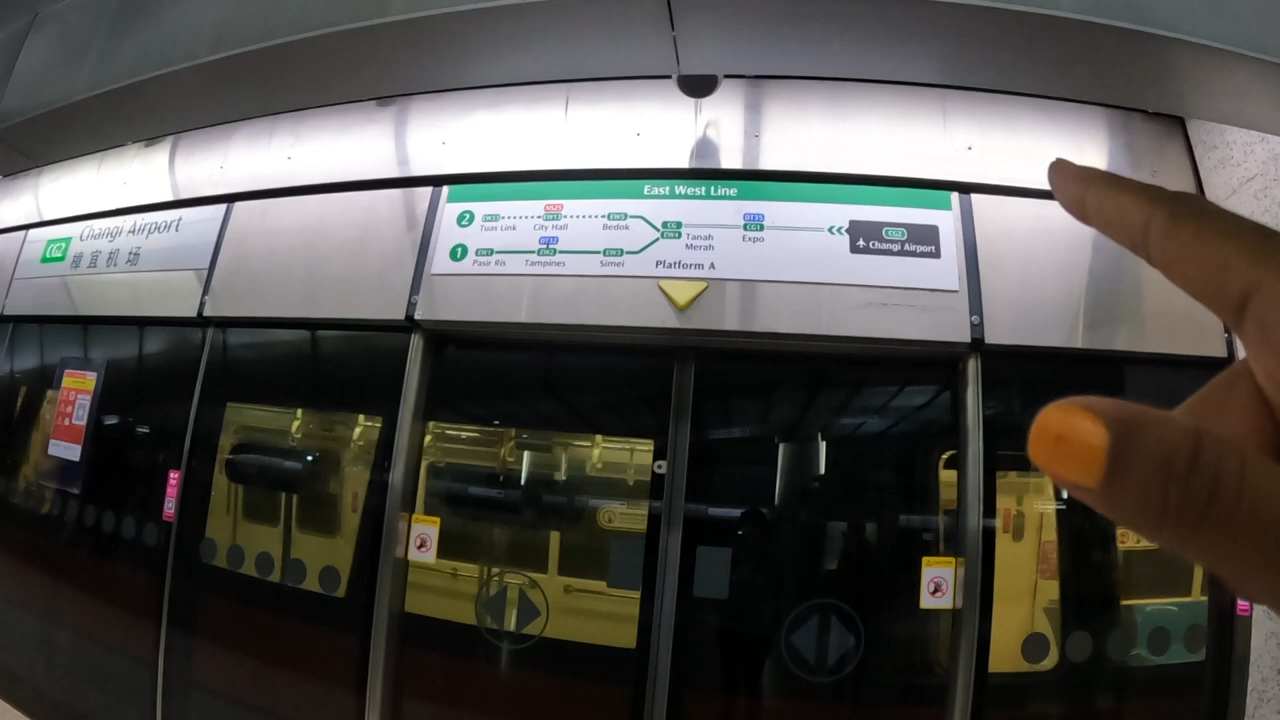 East West Line
2 EW33 NS25 EW13 EW5
Tuas Link City Hall Bedok
CG EW4 Tanah Merah
DT35 CG1 Expo
CG2 Changi Airport
1 EW1 DT32 EW2 EW3
Pasir Ris Tampines Simei
Platform A
CG2 Changi Airport
樟宜机场